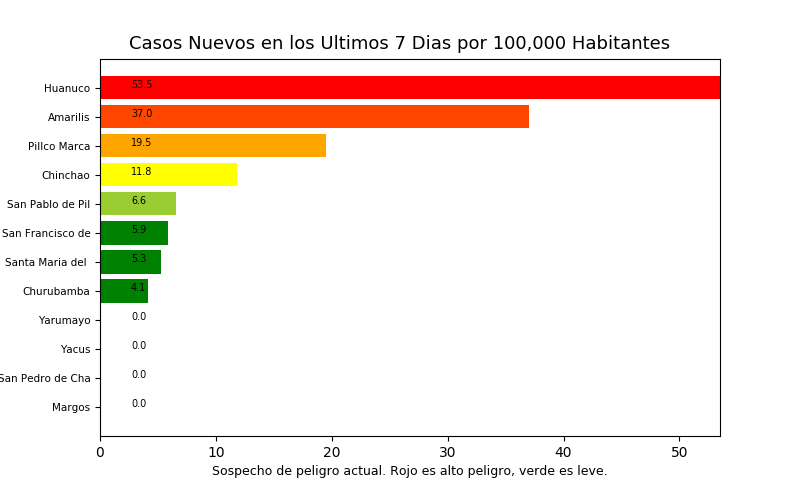 Casos Nuevos en los Ultimos 7 Dias por 100,000 Habitantes
Huanuco 53.5
Amarilis 37.0
Pillco Marca 19.5
Chinchao 11.8
San Pablo de Pil 6.6
San Francisco de 5.9
Santa Maria del 5.3
Churubamba 4.1
Yarumayo 0.0
Yacus 0.0
San Pedro de Cha 0.0
Margos 0.0
0 10 20 30 40 50
Sospecho de peligro actual. Rojo es alto peligro, verde es leve.